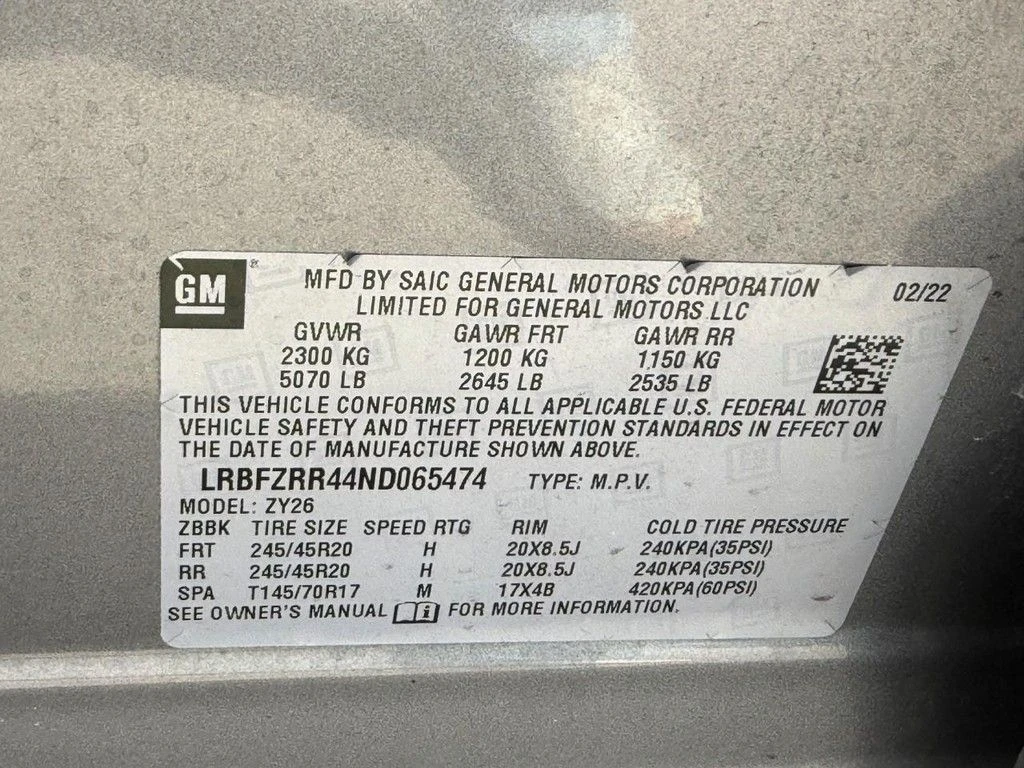 GM ® MFD BY SAIC GENERAL MOTORS CORPORATION 02/22
LIMITED FOR GENERAL MOTORS LLC
GVWR GAWR FRT GAWR RR
2300 KG 1200 KG 1150 KG
5070 LB 2645 LB 2535 LB
THIS VEHICLE CONFORMS TO ALL APPLICABLE U.S. FEDERAL MOTOR
VEHICLE SAFETY AND THEFT PREVENTION STANDARDS IN EFFECT ON
THE DATE OF MANUFACTURE SHOWN ABOVE.
LRBFZRR44ND065474 TYPE: M.P.V.
MODEL: ZY26
ZBBK TIRE SIZE SPEED RTG RIM COLD TIRE PRESSURE
FRT 245/45R20 H 20X8.5J 240KPA(35PSI)
RR 245/45R20 H 20X8.5J 240KPA(35PSI)
SPA T145/70R17 M 17X4B 420KPA(60PSI)
SEE OWNER'S MANUAL i FOR MORE INFORMATION.